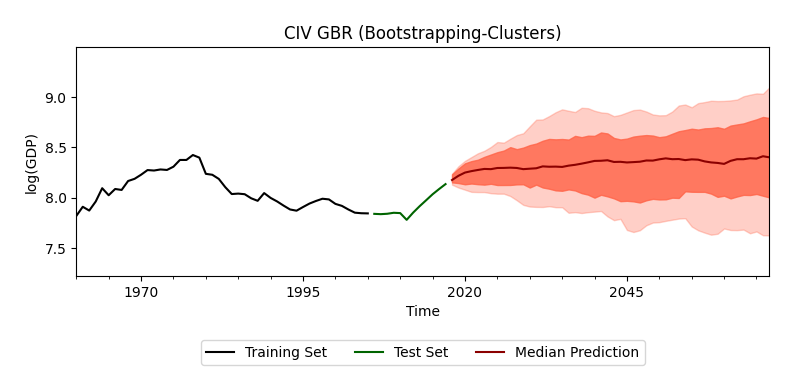 CIV GBR (Bootstrapping-Clusters)
log(GDP)
9.0
8.5
8.0
7.5
1970 1995 2020 2045
Time
Training Set Test Set Median Prediction